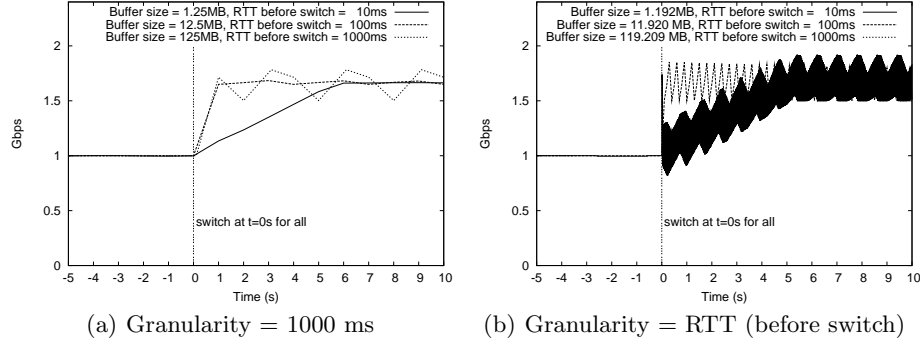 Buffer size = 1.25MB, RTT before switch = 10ms
Buffer size = 12.5MB, RTT before switch = 100ms
Buffer size = 125MB, RTT before switch = 1000ms
2
1.5
1
0.5
0
Gbps
switch at t=0s for all
-5 -4 -3 -2 -1 0 1 2 3 4 5 6 7 8 9 10
Time (s)
(a) Granularity = 1000 ms
Buffer size = 1.192MB, RTT before switch = 10ms
Buffer size = 11.920 MB, RTT before switch = 100ms
Buffer size = 119.209 MB, RTT before switch = 1000ms
2
1.5
1
0.5
0
Gbps
switch at t=0s for all
-5 -4 -3 -2 -1 0 1 2 3 4 5 6 7 8 9 10
Time (s)
(b) Granularity = RTT (before switch)